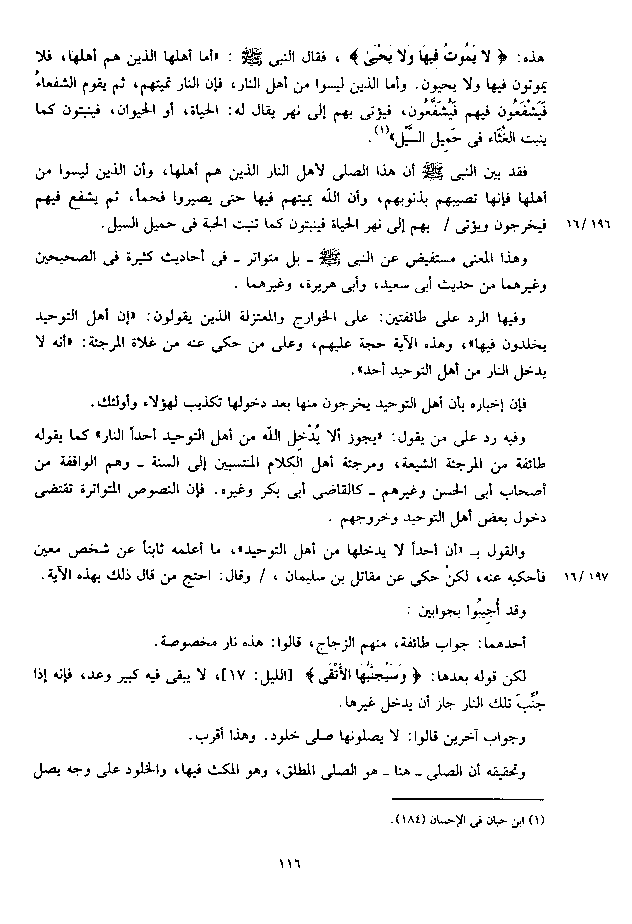 هذه: ﴿ لا يَمُوتُ فِيهَا وَلا يَحْيَىٰ ﴾ ، فقال النبي ﷺ : «أما أهلها الذين هم أهلها، فلا
يموتون فيها ولا يحيون. وأما الذين ليسوا من أهل النار، فإن النار تميتهم، ثم يقوم الشفعاءُ
فَيَشْفَعُون فيهم فَيُشَفَّعُون، فيؤتى بهم إلى نهر يقال له: الحياة، أو الحيوان، فينبتون كما
ينبت الغُثَّاء فى حَمِيل السَّيْل»(١).
فقد بين النبى ﷺ أن هذا الصلى لأهل النار الذين هم أهلها، وأن الذين ليسوا من
أهلها فإنها تصيبهم بذنوبهم، وأن الله يميتهم فيها حتى يصيروا فحماً، ثم يشفع فيهم
١٦/١٩٦ فيخرجون ويؤتى / بهم إلى نهر الحياة فينبتون كما تنبت الحبة فى حميل السيل.
وهذا المعنى مستفيض عن النبى ﷺ ـ بل متواتر ـ فى أحاديث كثيرة فى الصحيحين
وغيرهما من حديث أبى سعيد، وأبى هريرة، وغيرهما .
وفيها الرد على طائفتين: على الخوارج والمعتزلة الذين يقولون: «إن أهل التوحيد
يخلدون فيها»، وهذه الآية حجة عليهم، وعلى من حكى عنه من غلاة المرجئة: «أنه لا
يدخل النار من أهل التوحيد أحد».
فإن إخباره بأن أهل التوحيد يخرجون منها بعد دخولها تكذيب لهؤلاء وأولئك.
وفيه رد على من يقول: «يجوز ألا يُدْخِل الله من أهل التوحيد أحداً النار» كما يقوله
طائفة من المرجئة الشيعة، ومرجئة أهل الكلام المنتسبين إلى السنة ـ وهم الواقفة من
أصحاب أبى الحسن وغيرهم ـ كالقاضى أبى بكر وغيره. فإن النصوص المتواترة تقتضى
دخول بعض أهل التوحيد وخروجهم .
والقول بـ «أن أحداً لا يدخلها من أهل التوحيد»، ما أعلمه ثابتاً عن شخص معين
١٦/١٩٧ فأحكيه عنه، لكنْ حكى عن مقاتل بن سليمان ، / وقال: احتج من قال ذلك بهذه الآية.
وقد أُجِيبُوا بجوابين :
أحدهما: جواب طائفة، منهم الزجاج، قالوا: هذه نار مخصوصة.
لكن قوله بعدها: ﴿ وَسَيُجَنَّبُهَا الأَتْقَى ﴾ [الليل: ١٧]، لا يبقى فيه كبير وعد، فإنه إذا
جُنِّبَ تلك النار جاز أن يدخل غيرها.
وجواب آخرين قالوا: لا يصلونها صلى خلود. وهذا أقرب.
وتحقيقه أن الصلى ـ هنا ـ هو الصلى المطلق، وهو المكث فيها، والخلود على وجه يصل
(١) ابن حبان فى الإحسان (١٨٤).
١١٦